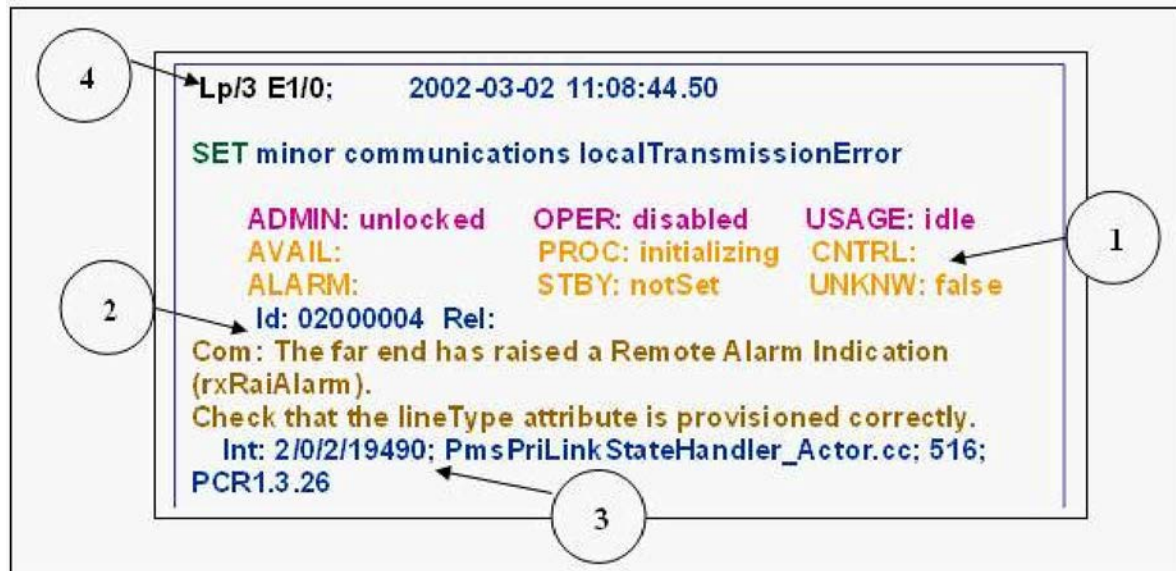 4
Lp/3 E1/0; 2002-03-02 11:08:44.50
SET minor communications localTransmissionError
ADMIN: unlocked OPER: disabled USAGE: idle
AVAIL: PROC: initializing CNTRL:
1
ALARM: STBY: notSet UNKNW: false
2
Id: 02000004 Rel:
Com: The far end has raised a Remote Alarm Indication
(rxRaiAlarm).
Check that the lineType attribute is provisioned correctly.
Int: 2/0/2/19490; PmsPriLinkStateHandler_Actor.cc; 516;
PCR1.3.26
3